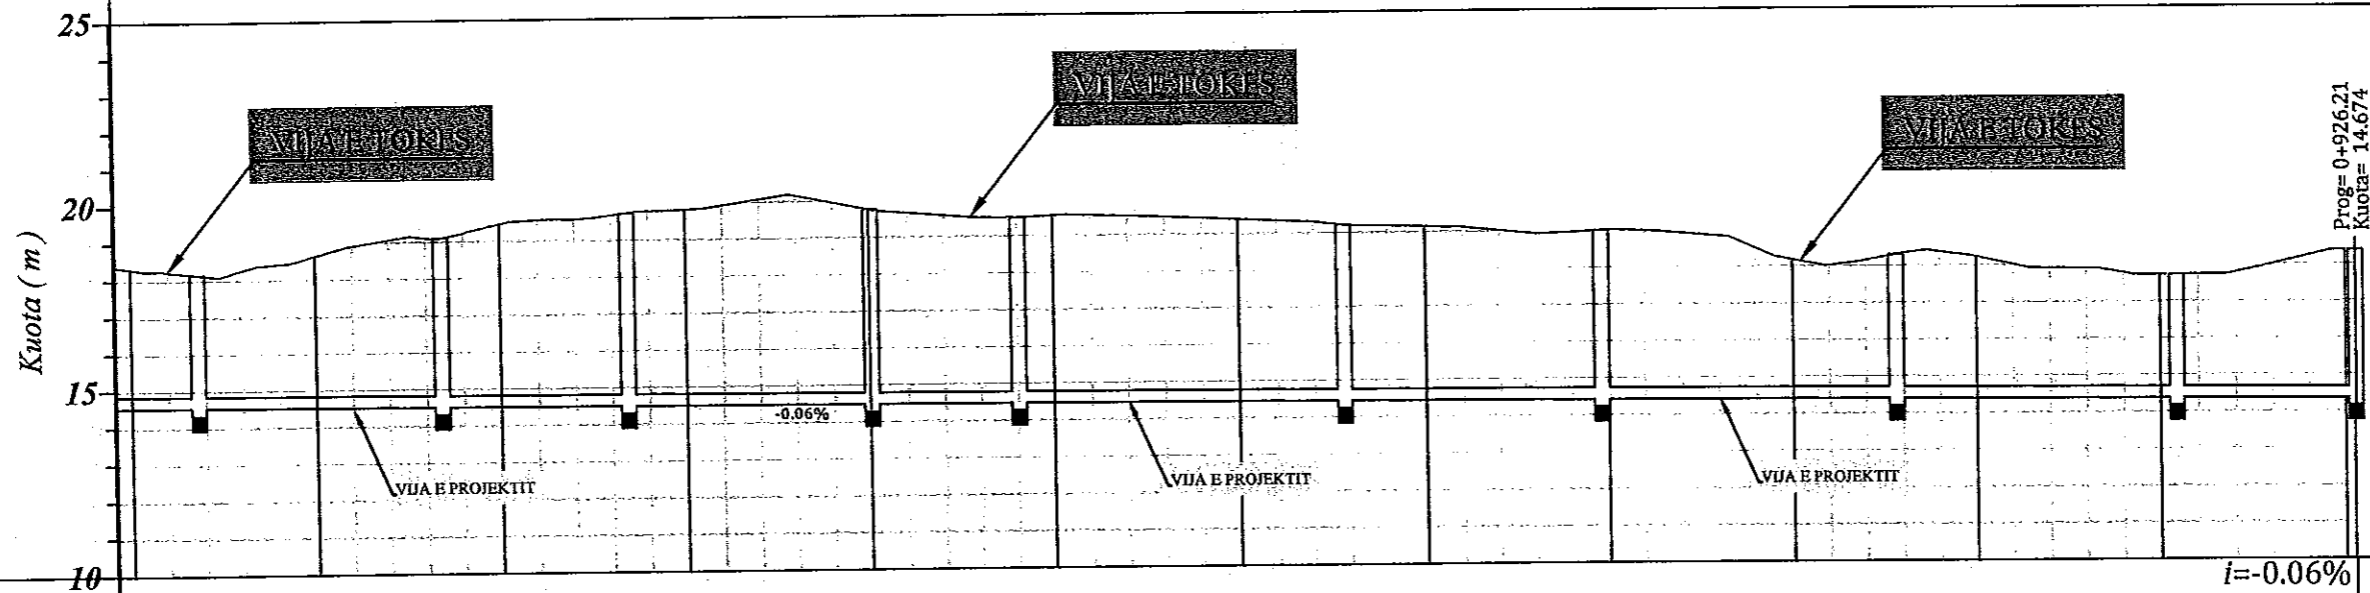 25
VIJA E TOKES
VIJA E TOKES
VIJA E TOKES
Prog= 0+926.21
Kuota= 14.674
20
Kuota ( m )
15
-0.06%
VIJA E PROJEKTIT
VIJA E PROJEKTIT
VIJA E PROJEKTIT
10
i=-0.06%